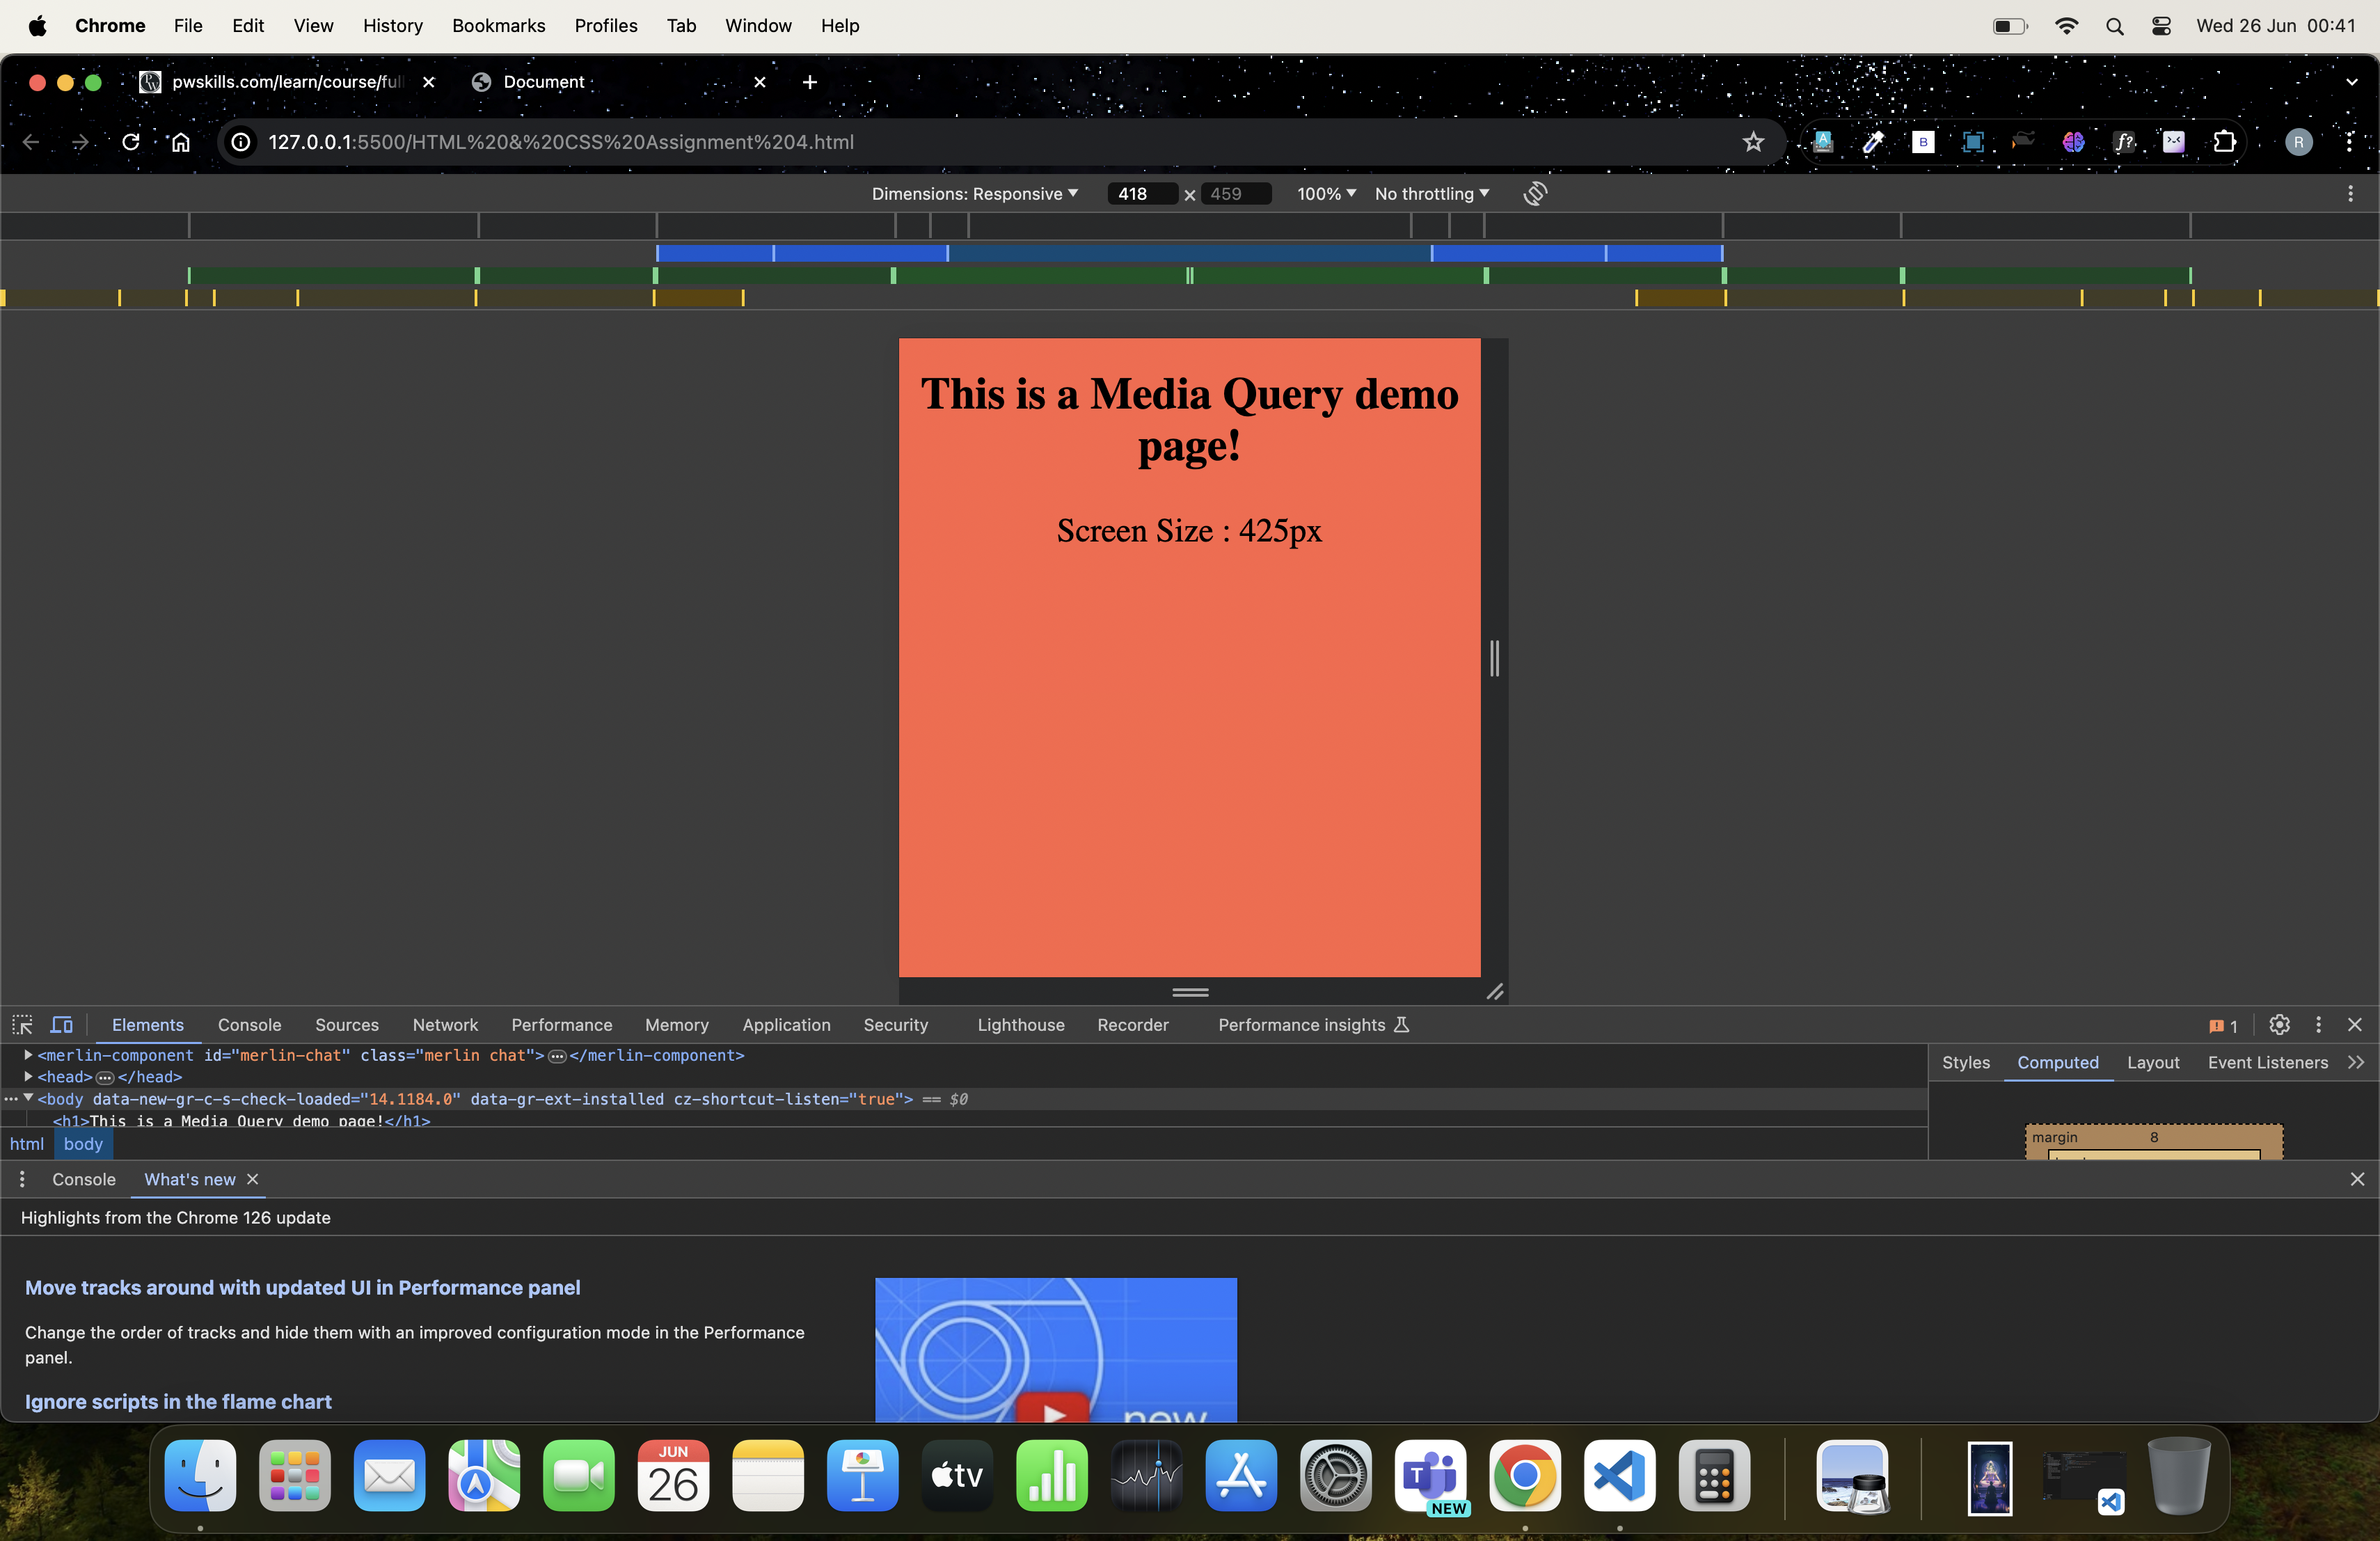 Chrome File Edit View History Bookmarks Profiles Tab Window Help Wed 26 Jun 00:41
pwskills.com/learn/course/full Document
127.0.0.1:5500/HTML%20&%20CSS%20Assignment%204.html R
Dimensions: Responsive 418 × 459 100% No throttling
This is a Media Query demo
page!
Screen Size : 425px
Elements Console Sources Network Performance Memory Application Security Lighthouse Recorder Performance insights 1
<merlin-component id="merlin-chat" class="merlin chat">…</merlin-component>
<head>…</head>
… <body data-new-gr-c-s-check-loaded="14.1184.0" data-gr-ext-installed cz-shortcut-listen="true"> == $0
<h1>This is a Media Query demo page!</h1>
Styles Computed Layout Event Listeners
margin 8
html body
Console What's new
Highlights from the Chrome 126 update
Move tracks around with updated UI in Performance panel
Change the order of tracks and hide them with an improved configuration mode in the Performance
panel.
Ignore scripts in the flame chart
new
JUN
26
tv
T
NEW